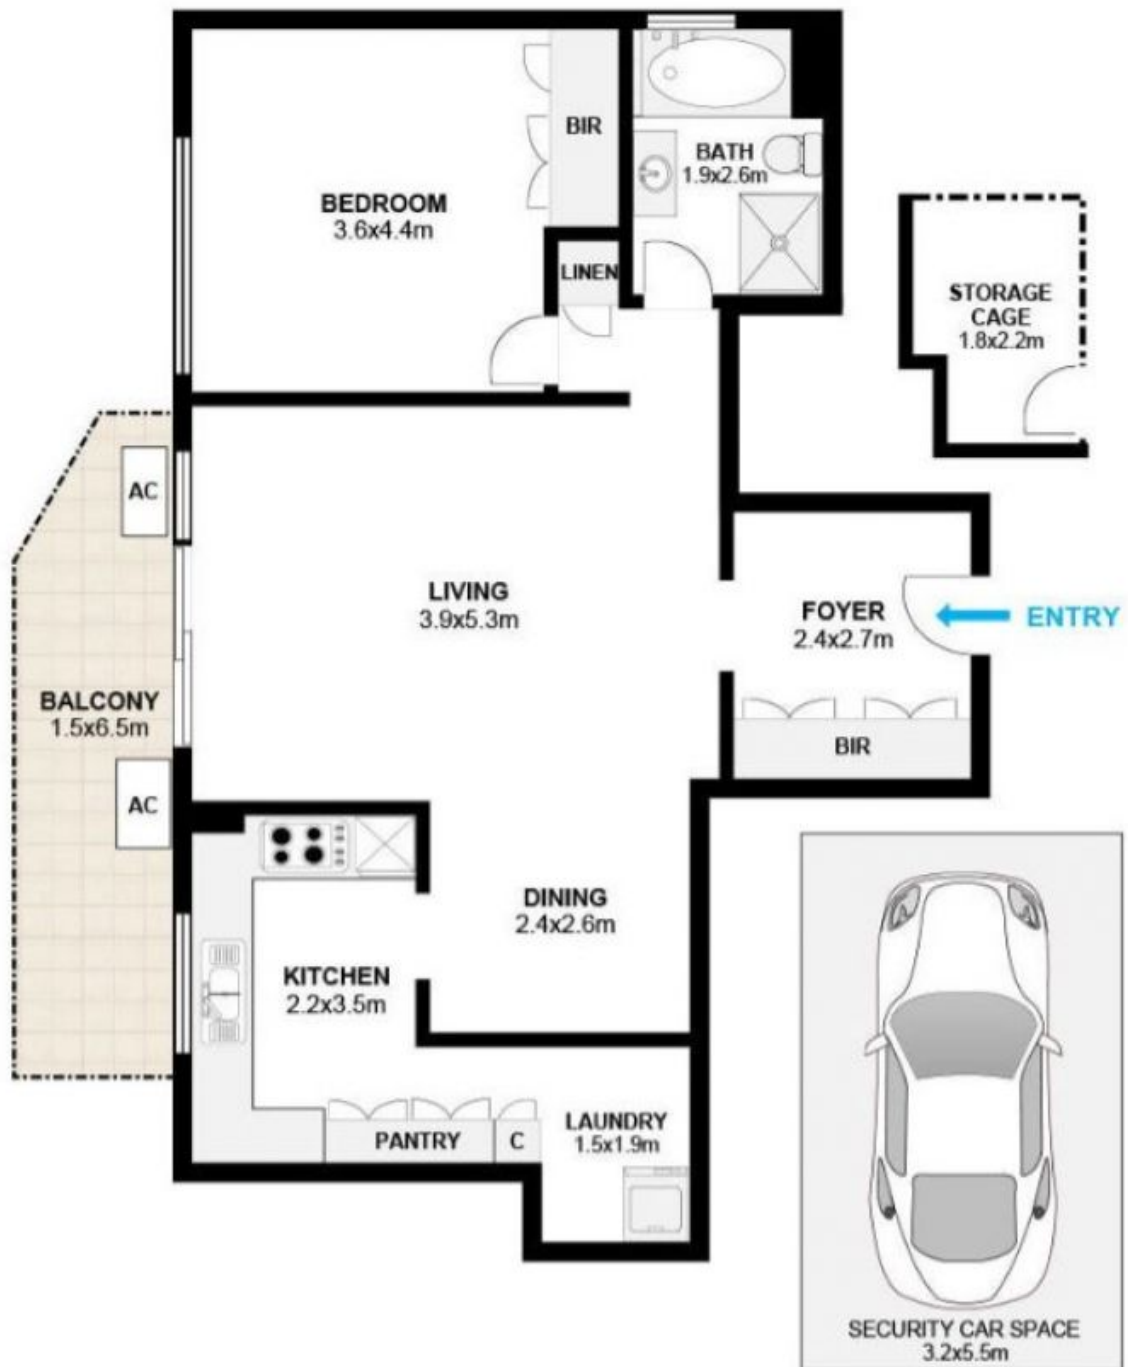 BIR
BATH
1.9x2.6m
BEDROOM
3.6x4.4m
LINEN
STORAGE
CAGE
1.8x2.2m
AC
LIVING
3.9x5.3m
FOYER
2.4x2.7m
ENTRY
BALCONY
1.5x6.5m
BIR
AC
DINING
2.4x2.6m
KITCHEN
2.2x3.5m
PANTRY
C
LAUNDRY
1.5x1.9m
SECURITY CAR SPACE
3.2x5.5m